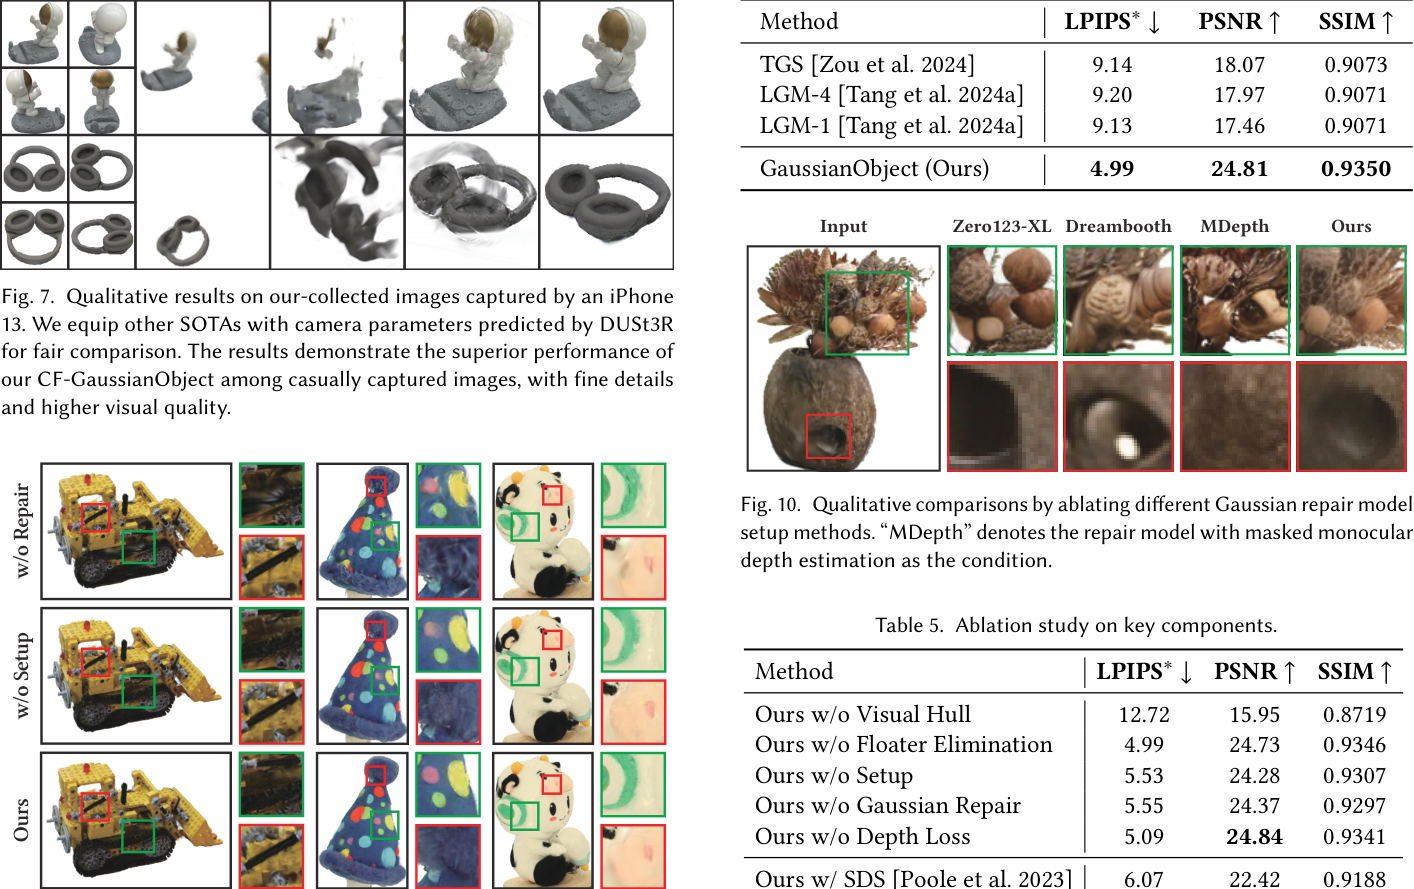 Fig. 7. Qualitative results on our-collected images captured by an iPhone
13. We equip other SOTAs with camera parameters predicted by DUSt3R
for fair comparison. The results demonstrate the superior performance of
our CF-GaussianObject among casually captured images, with fine details
and higher visual quality.
w/o Repair
w/o Setup
Ours
Method LPIPS* ↓ PSNR ↑ SSIM ↑
TGS [Zou et al. 2024] 9.14 18.07 0.9073
LGM-4 [Tang et al. 2024a] 9.20 17.97 0.9071
LGM-1 [Tang et al. 2024a] 9.13 17.46 0.9071
GaussianObject (Ours) 4.99 24.81 0.9350
Input Zero123-XL Dreambooth MDepth Ours
Fig. 10. Qualitative comparisons by ablating different Gaussian repair model
setup methods. “MDepth” denotes the repair model with masked monocular
depth estimation as the condition.
Table 5. Ablation study on key components.
Method LPIPS* ↓ PSNR ↑ SSIM ↑
Ours w/o Visual Hull 12.72 15.95 0.8719
Ours w/o Floater Elimination 4.99 24.73 0.9346
Ours w/o Setup 5.53 24.28 0.9307
Ours w/o Gaussian Repair 5.55 24.37 0.9297
Ours w/o Depth Loss 5.09 24.84 0.9341
Ours w/ SDS [Poole et al. 2023] 6.07 22.42 0.9188